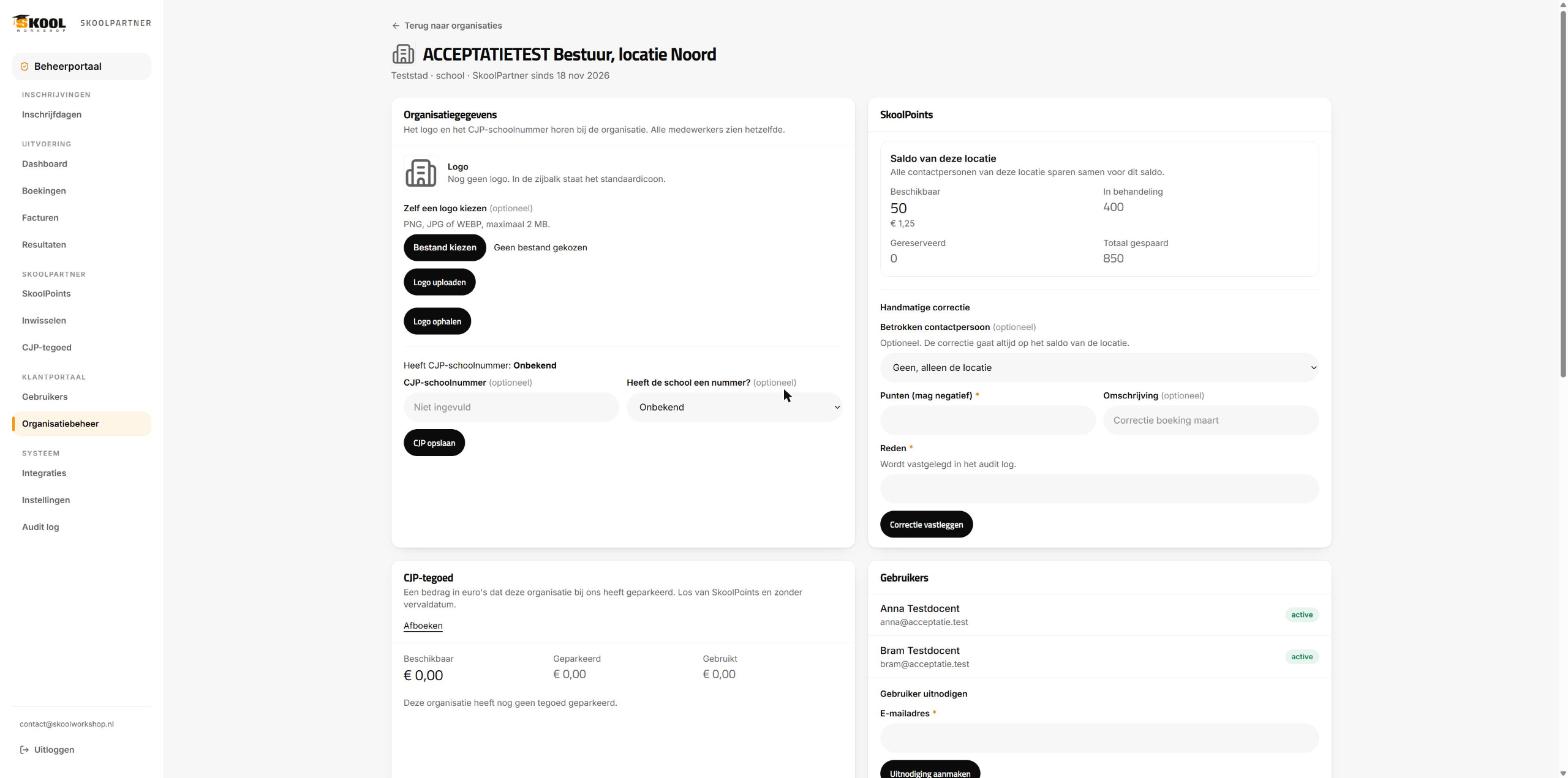 SKOOL
WORKSHOP
SKOOLPARTNER
Beheerportaal
INSCHRIJVINGEN
Inschrijfdagen
UITVOERING
Dashboard
Boekingen
Facturen
Resultaten
SKOOLPARTNER
SkoolPoints
Inwisselen
CJP-tegoed
KLANTPORTAAL
Gebruikers
Organisatiebeheer
SYSTEEM
Integraties
Instellingen
Audit log
contact@skoolworkshop.nl
Uitloggen
← Terug naar organisaties
ACCEPTATIETEST Bestuur, locatie Noord
Teststad · school · SkoolPartner sinds 18 nov 2026
Organisatiegegevens
Het logo en het CJP-schoolnummer horen bij de organisatie. Alle medewerkers zien hetzelfde.
Logo
Nog geen logo. In de zijbalk staat het standaardicoon.
Zelf een logo kiezen (optioneel)
PNG, JPG of WEBP, maximaal 2 MB.
Bestand kiezen Geen bestand gekozen
Logo uploaden
Logo ophalen
Heeft CJP-schoolnummer: Onbekend
CJP-schoolnummer (optioneel) Heeft de school een nummer? (optioneel)
Niet ingevuld Onbekend
CJP opslaan
SkoolPoints
Saldo van deze locatie
Alle contactpersonen van deze locatie sparen samen voor dit saldo.
Beschikbaar In behandeling
50 400
€ 1,25
Gereserveerd Totaal gespaard
0 850
Handmatige correctie
Betrokken contactpersoon (optioneel)
Optioneel. De correctie gaat altijd op het saldo van de locatie.
Geen, alleen de locatie
Punten (mag negatief) * Omschrijving (optioneel)
Correctie boeking maart
Reden *
Wordt vastgelegd in het audit log.
Correctie vastleggen
CJP-tegoed
Een bedrag in euro's dat deze organisatie bij ons heeft geparkeerd. Los van SkoolPoints en zonder
vervaldatum.
Afboeken
Beschikbaar Geparkeerd Gebruikt
€ 0,00 € 0,00 € 0,00
Deze organisatie heeft nog geen tegoed geparkeerd.
Gebruikers
Anna Testdocent
anna@acceptatie.test
active
Bram Testdocent
bram@acceptatie.test
active
Gebruiker uitnodigen
E-mailadres *
Uitnodiging aanmaken